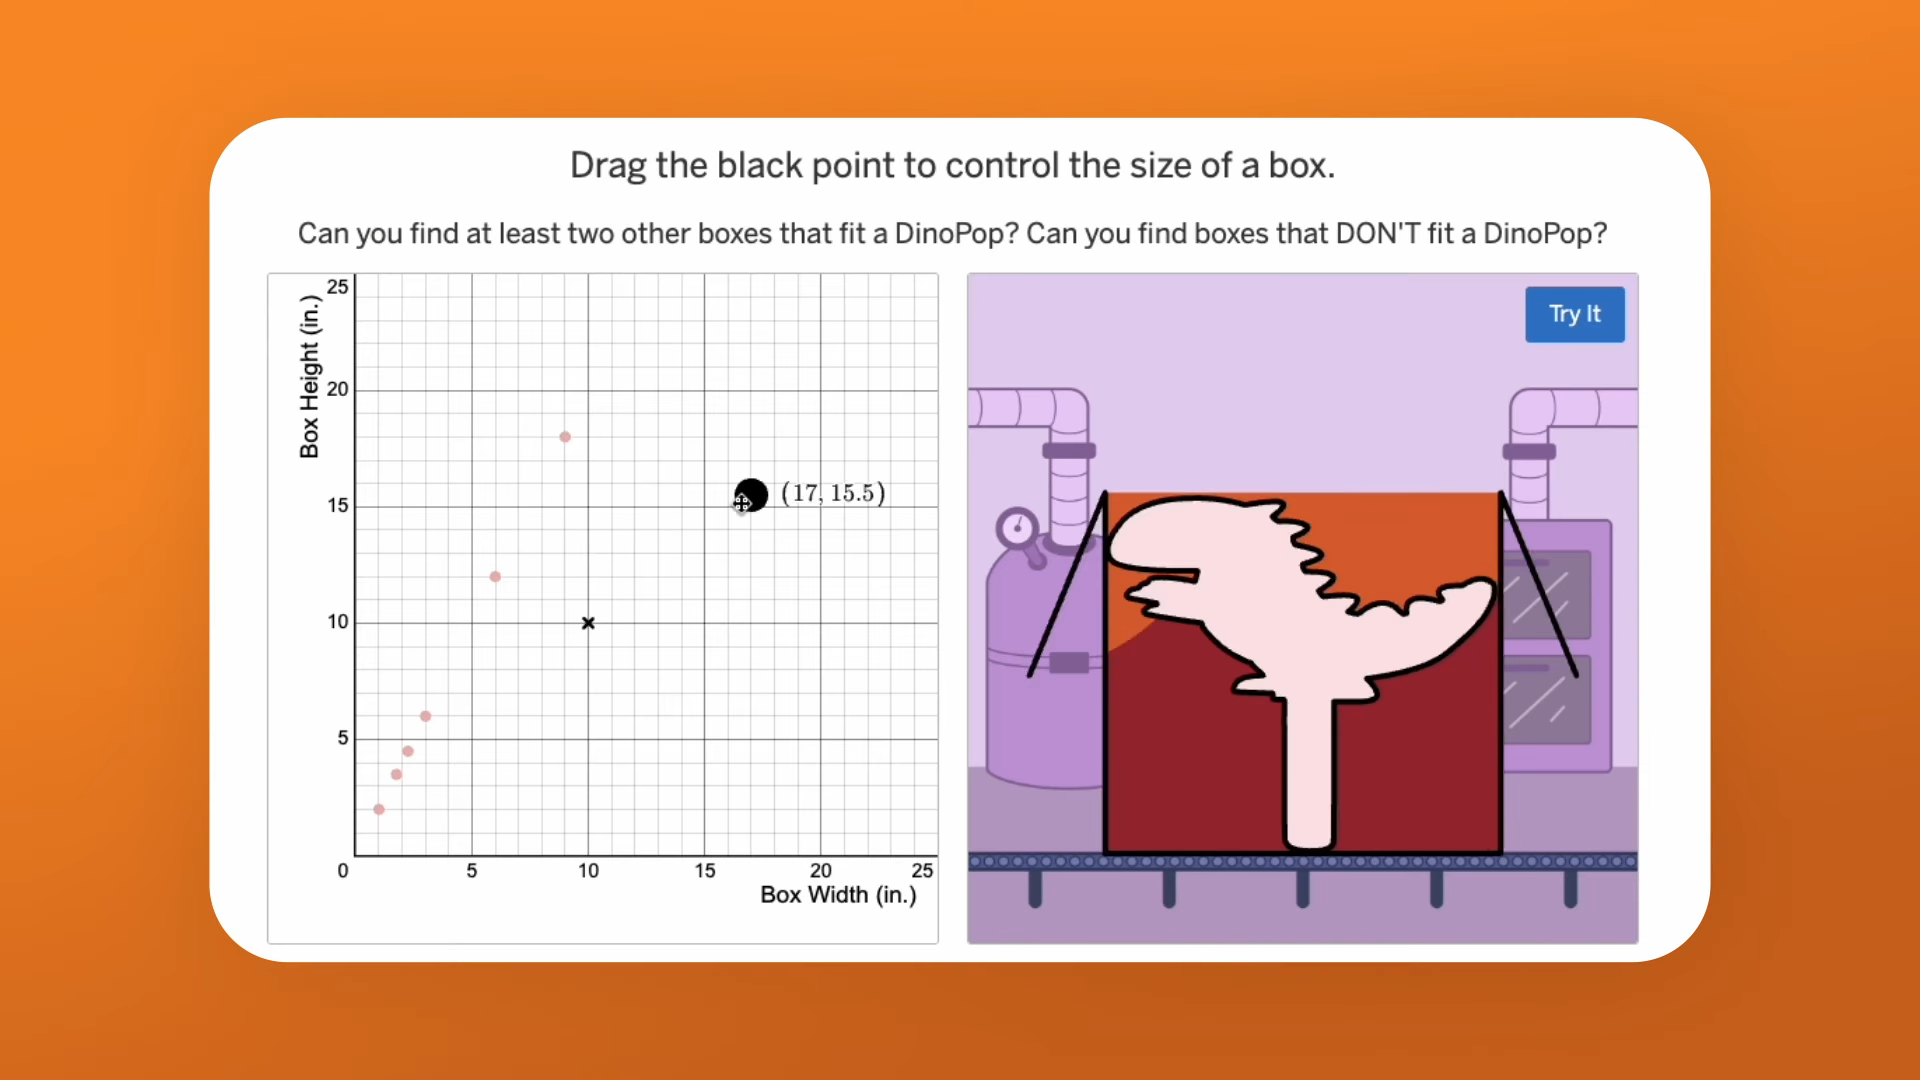 Drag the black point to control the size of a box.
Can you find at least two other boxes that fit a DinoPop? Can you find boxes that DON'T fit a DinoPop?
Box Height (in.)
25
20
15
10
5
0
5
10
15
20
25
Box Width (in.)
(17, 15.5)
Try It